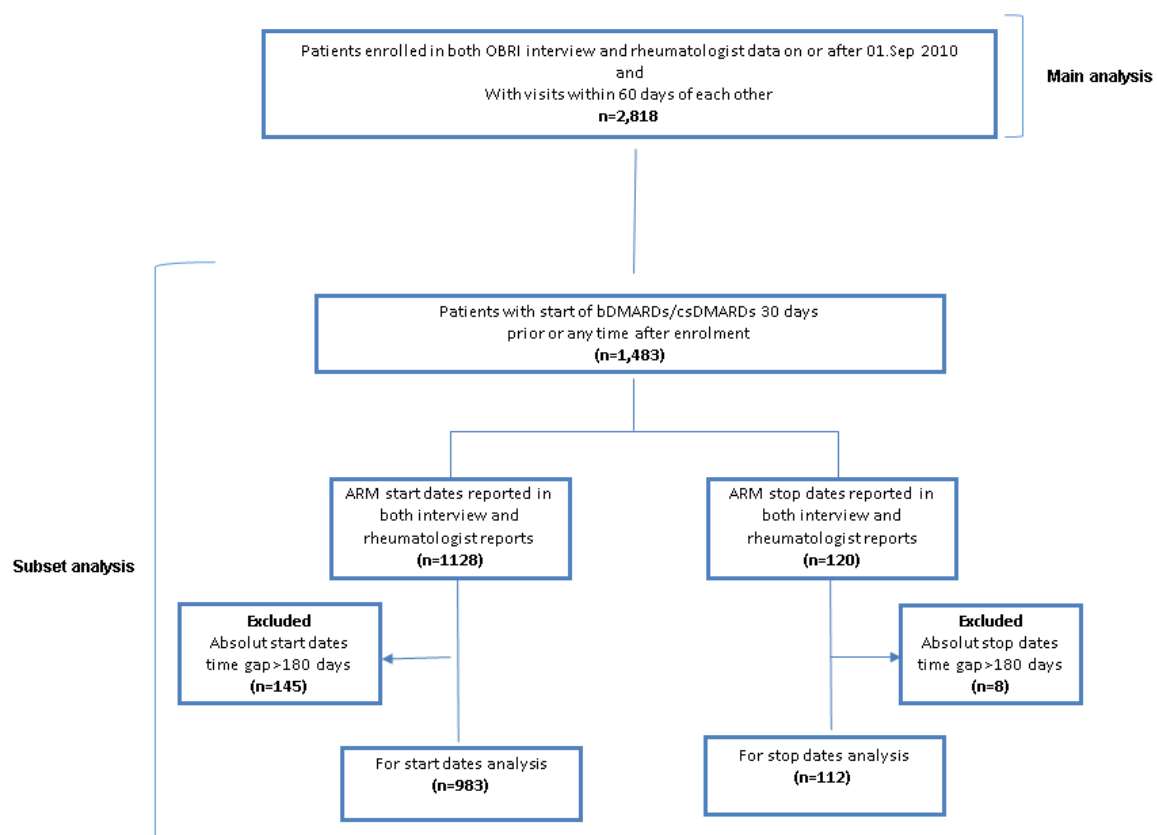 Patients enrolled in both OBRI interview and rheumatologist data on or after 01.Sep 2010
and
With visits within 60 days of each other
n=2,818
Main analysis
Patients with start of bDMARDs/csDMARDs 30 days
prior or any time after enrolment
(n=1,483)
ARM start dates reported in
both interview and
rheumatologist reports
(n=1128)
ARM stop dates reported in
both interview and
rheumatologist reports
(n=120)
Subset analysis
Excluded
Absolut start dates
time gap>180 days
(n=145)
Excluded
Absolut stop dates
time gap>180 days
(n=8)
For start dates analysis
(n=983)
For stop dates analysis
(n=112)